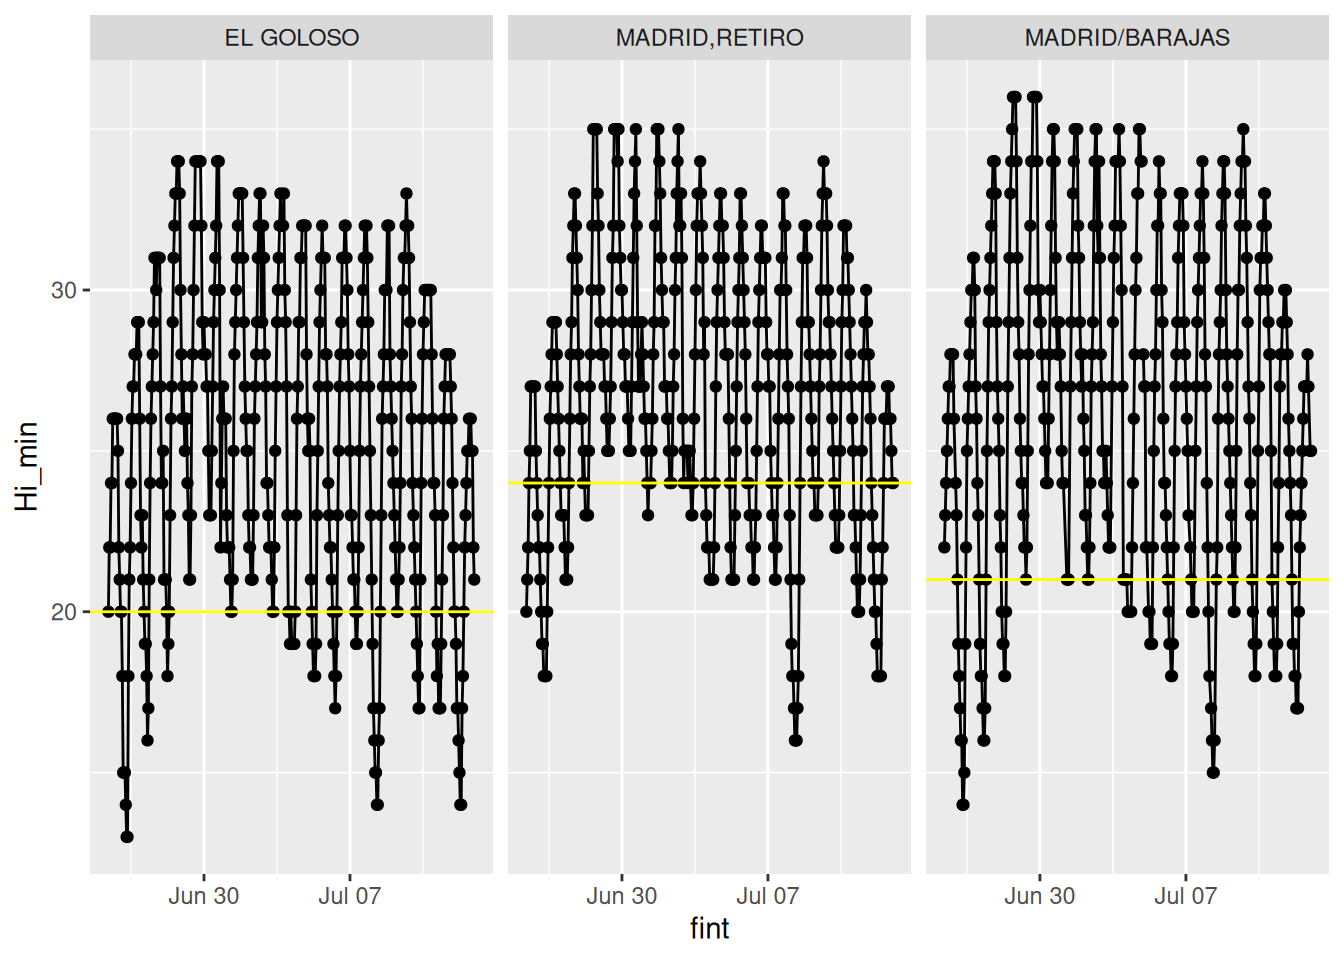 EL GOLOSO
MADRID,RETIRO
MADRID/BARAJAS
Hi_min
30
20
Jun 30
Jul 07
Jun 30
Jul 07
Jun 30
Jul 07
fint